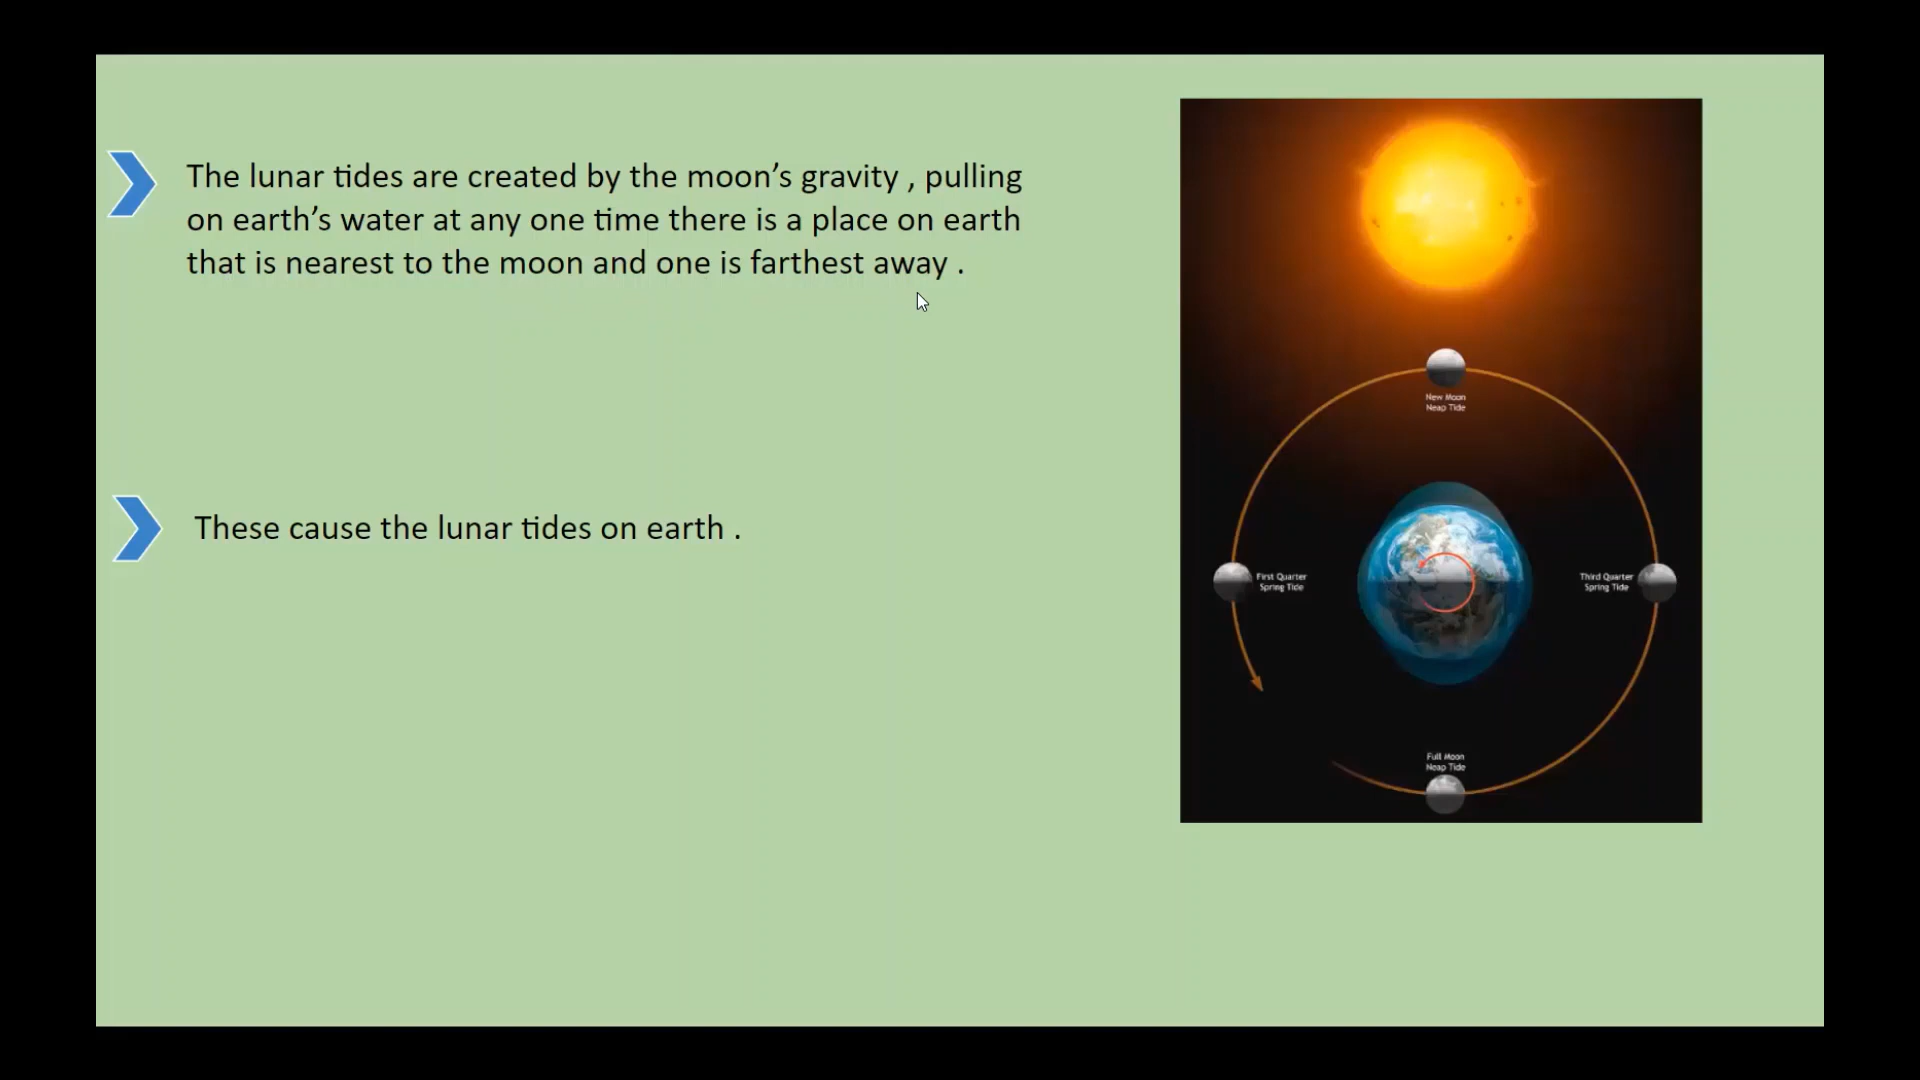 The lunar tides are created by the moon’s gravity , pulling
on earth’s water at any one time there is a place on earth
that is nearest to the moon and one is farthest away .
These cause the lunar tides on earth .
New Moon
Neap Tide
First Quarter
Spring Tide
Third Quarter
Spring Tide
Full Moon
Neap Tide